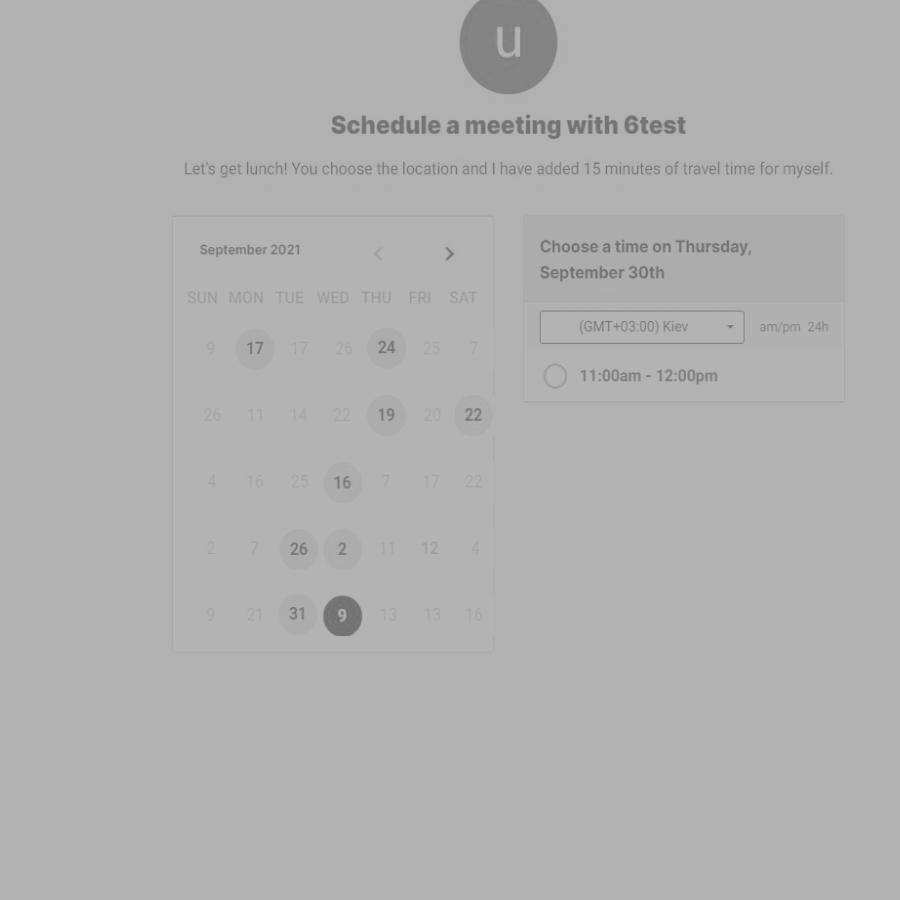 u
Schedule a meeting with 6test
Let's get lunch! You choose the location and I have added 15 minutes of travel time for myself.
September 2021
SUN MON TUE WED THU FRI SAT
9 17 17 26 24 25 7
26 11 14 22 19 20 22
4 16 25 16 7 17 22
2 7 26 2 11 12 4
9 21 31 9 13 13 16
Choose a time on Thursday,
September 30th
(GMT+03:00) Kiev am/pm 24h
11:00am - 12:00pm